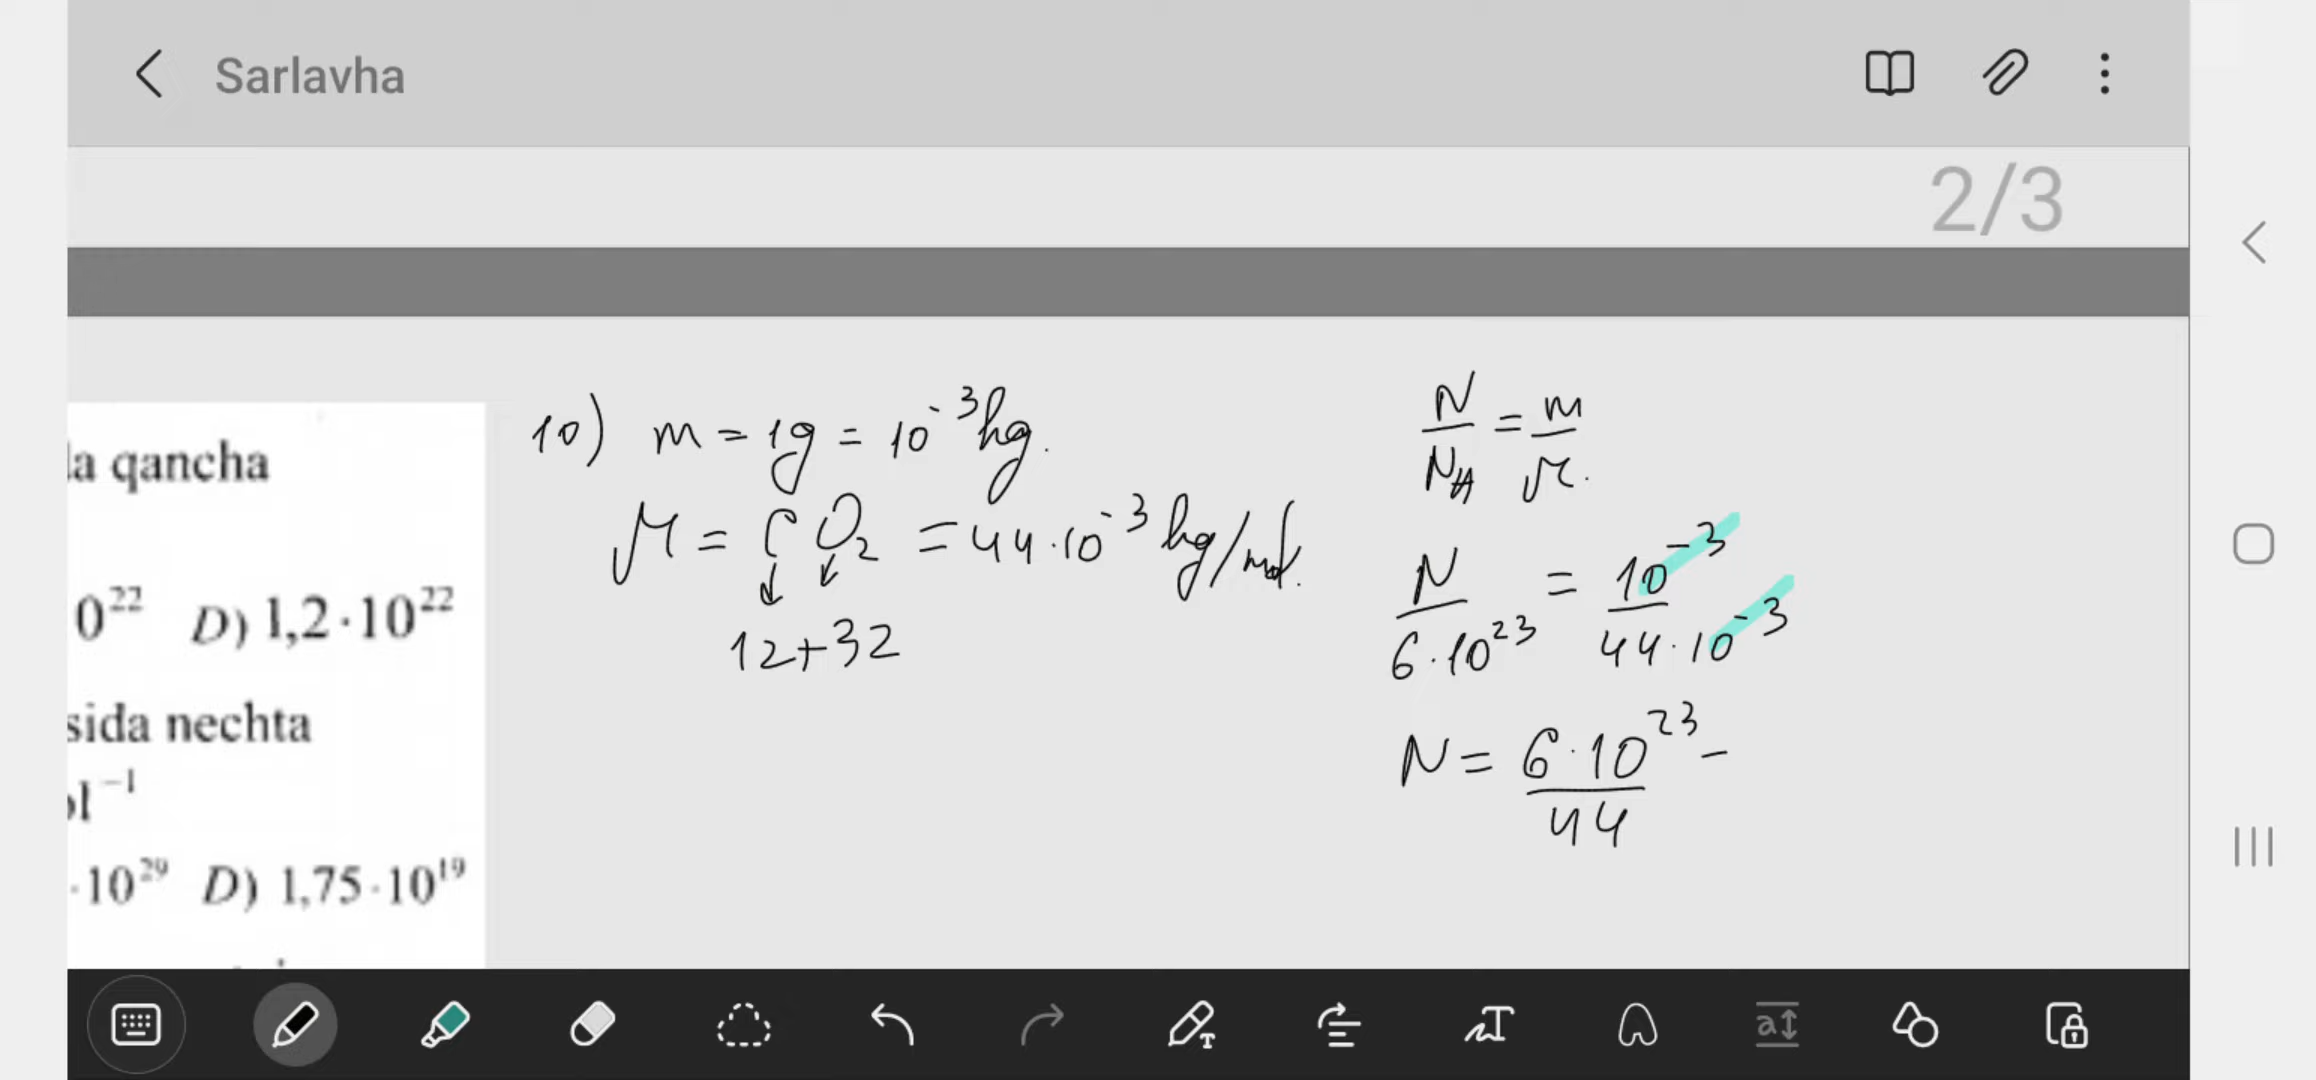 Sarlavha
2/3
la qancha
0²² D) 1,2·10²²
sida nechta
ol⁻¹
·10²⁹ D) 1,75·10¹⁹
10) m = 1g = 10⁻³kg.
M = CO₂ = 44·10⁻³ kg/mol.
12+32
N/N_A = m/M.
N/6·10²³ = 10⁻³/44·10⁻³
N = 6·10²³/44 –
T
T
a